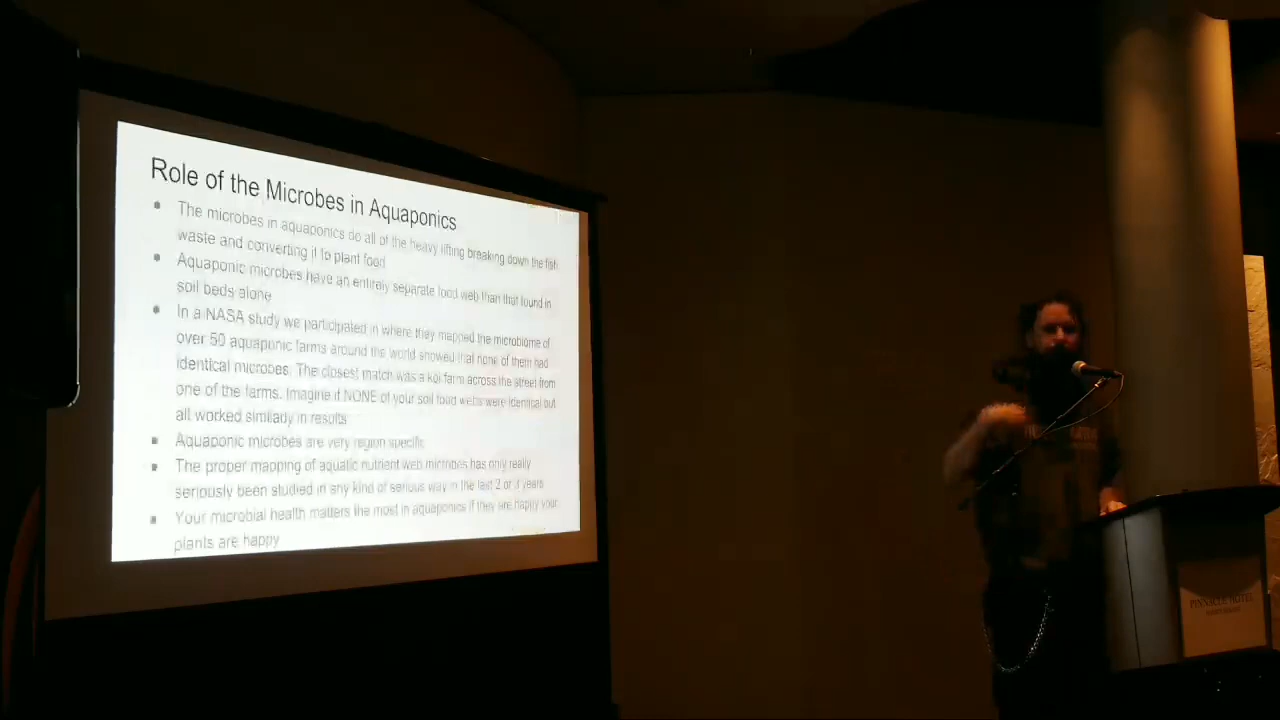 Role of the Microbes in Aquaponics
The microbes in aquaponics do all of the heavy lifting breaking down the fish
waste and converting it to plant food
Aquaponic microbes have an entirely separate food web than that found in
soil beds alone
In a NASA study we participated in where they mapped the microbiome of
over 50 aquaponic farms around the world showed that none of them had
identical microbes. The closest match was a koi farm across the street from
one of the farms. Imagine if NONE of your soil food webs were identical but
all worked similarly in results
Aquaponic microbes are very region specific
The proper mapping of aquatic nutrient web microbes has only really
seriously been studied in any kind of serious way in the last 2 or 3 years
Your microbial health matters the most in aquaponics if they are happy your
plants are happy
PINNACLE HOTEL